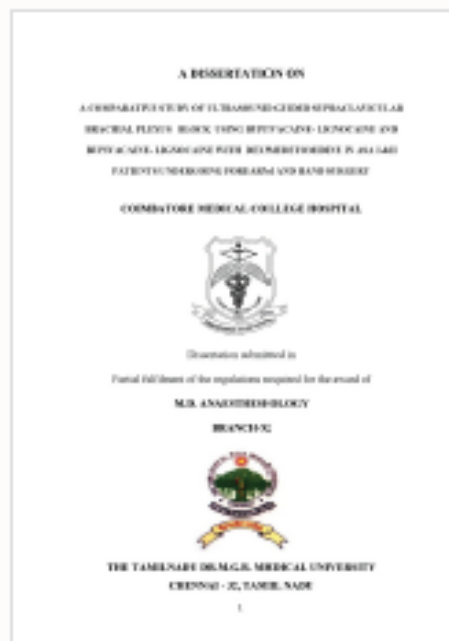 A DISSERTATION ON
A COMPARATIVE STUDY OF ULTRASOUND GUIDED SUPRACLAVICULAR
BRACHIAL PLEXUS BLOCK USING BUPIVACAINE- LIGNOCAINE AND
BUPIVACAINE- LIGNOCAINE WITH DEXMEDETOMIDINE IN ASA I&II
PATIENTS UNDERGOING FOREARM AND HAND SURGERY
COIMBATORE MEDICAL COLLEGE HOSPITAL
Dissertation submitted in
Partial fulfilment of the regulations required for the award of
M.D. ANAESTHESIOLOGY
BRANCH-X
THE TAMILNADU DR.M.G.R. MEDICAL UNIVERSITY
CHENNAI - 32, TAMIL NADU
1